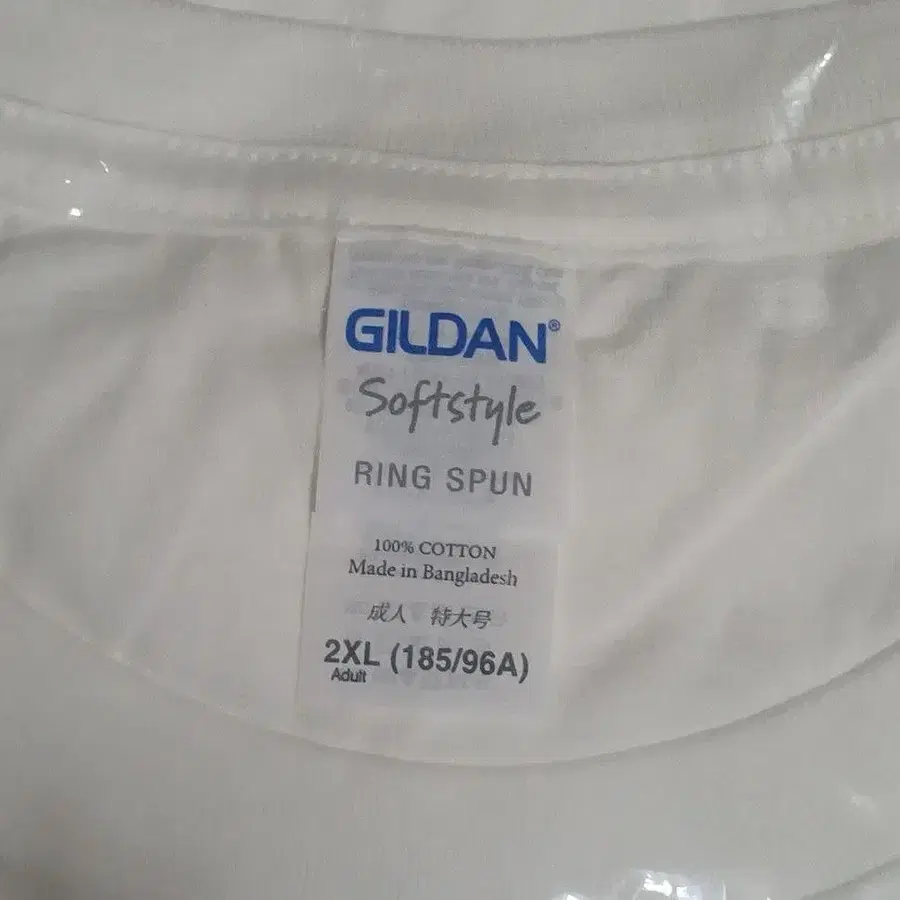 GILDAN®
Softstyle
RING SPUN
100% COTTON
Made in Bangladesh
成人 特大号
2XL (185/96A)
Adult